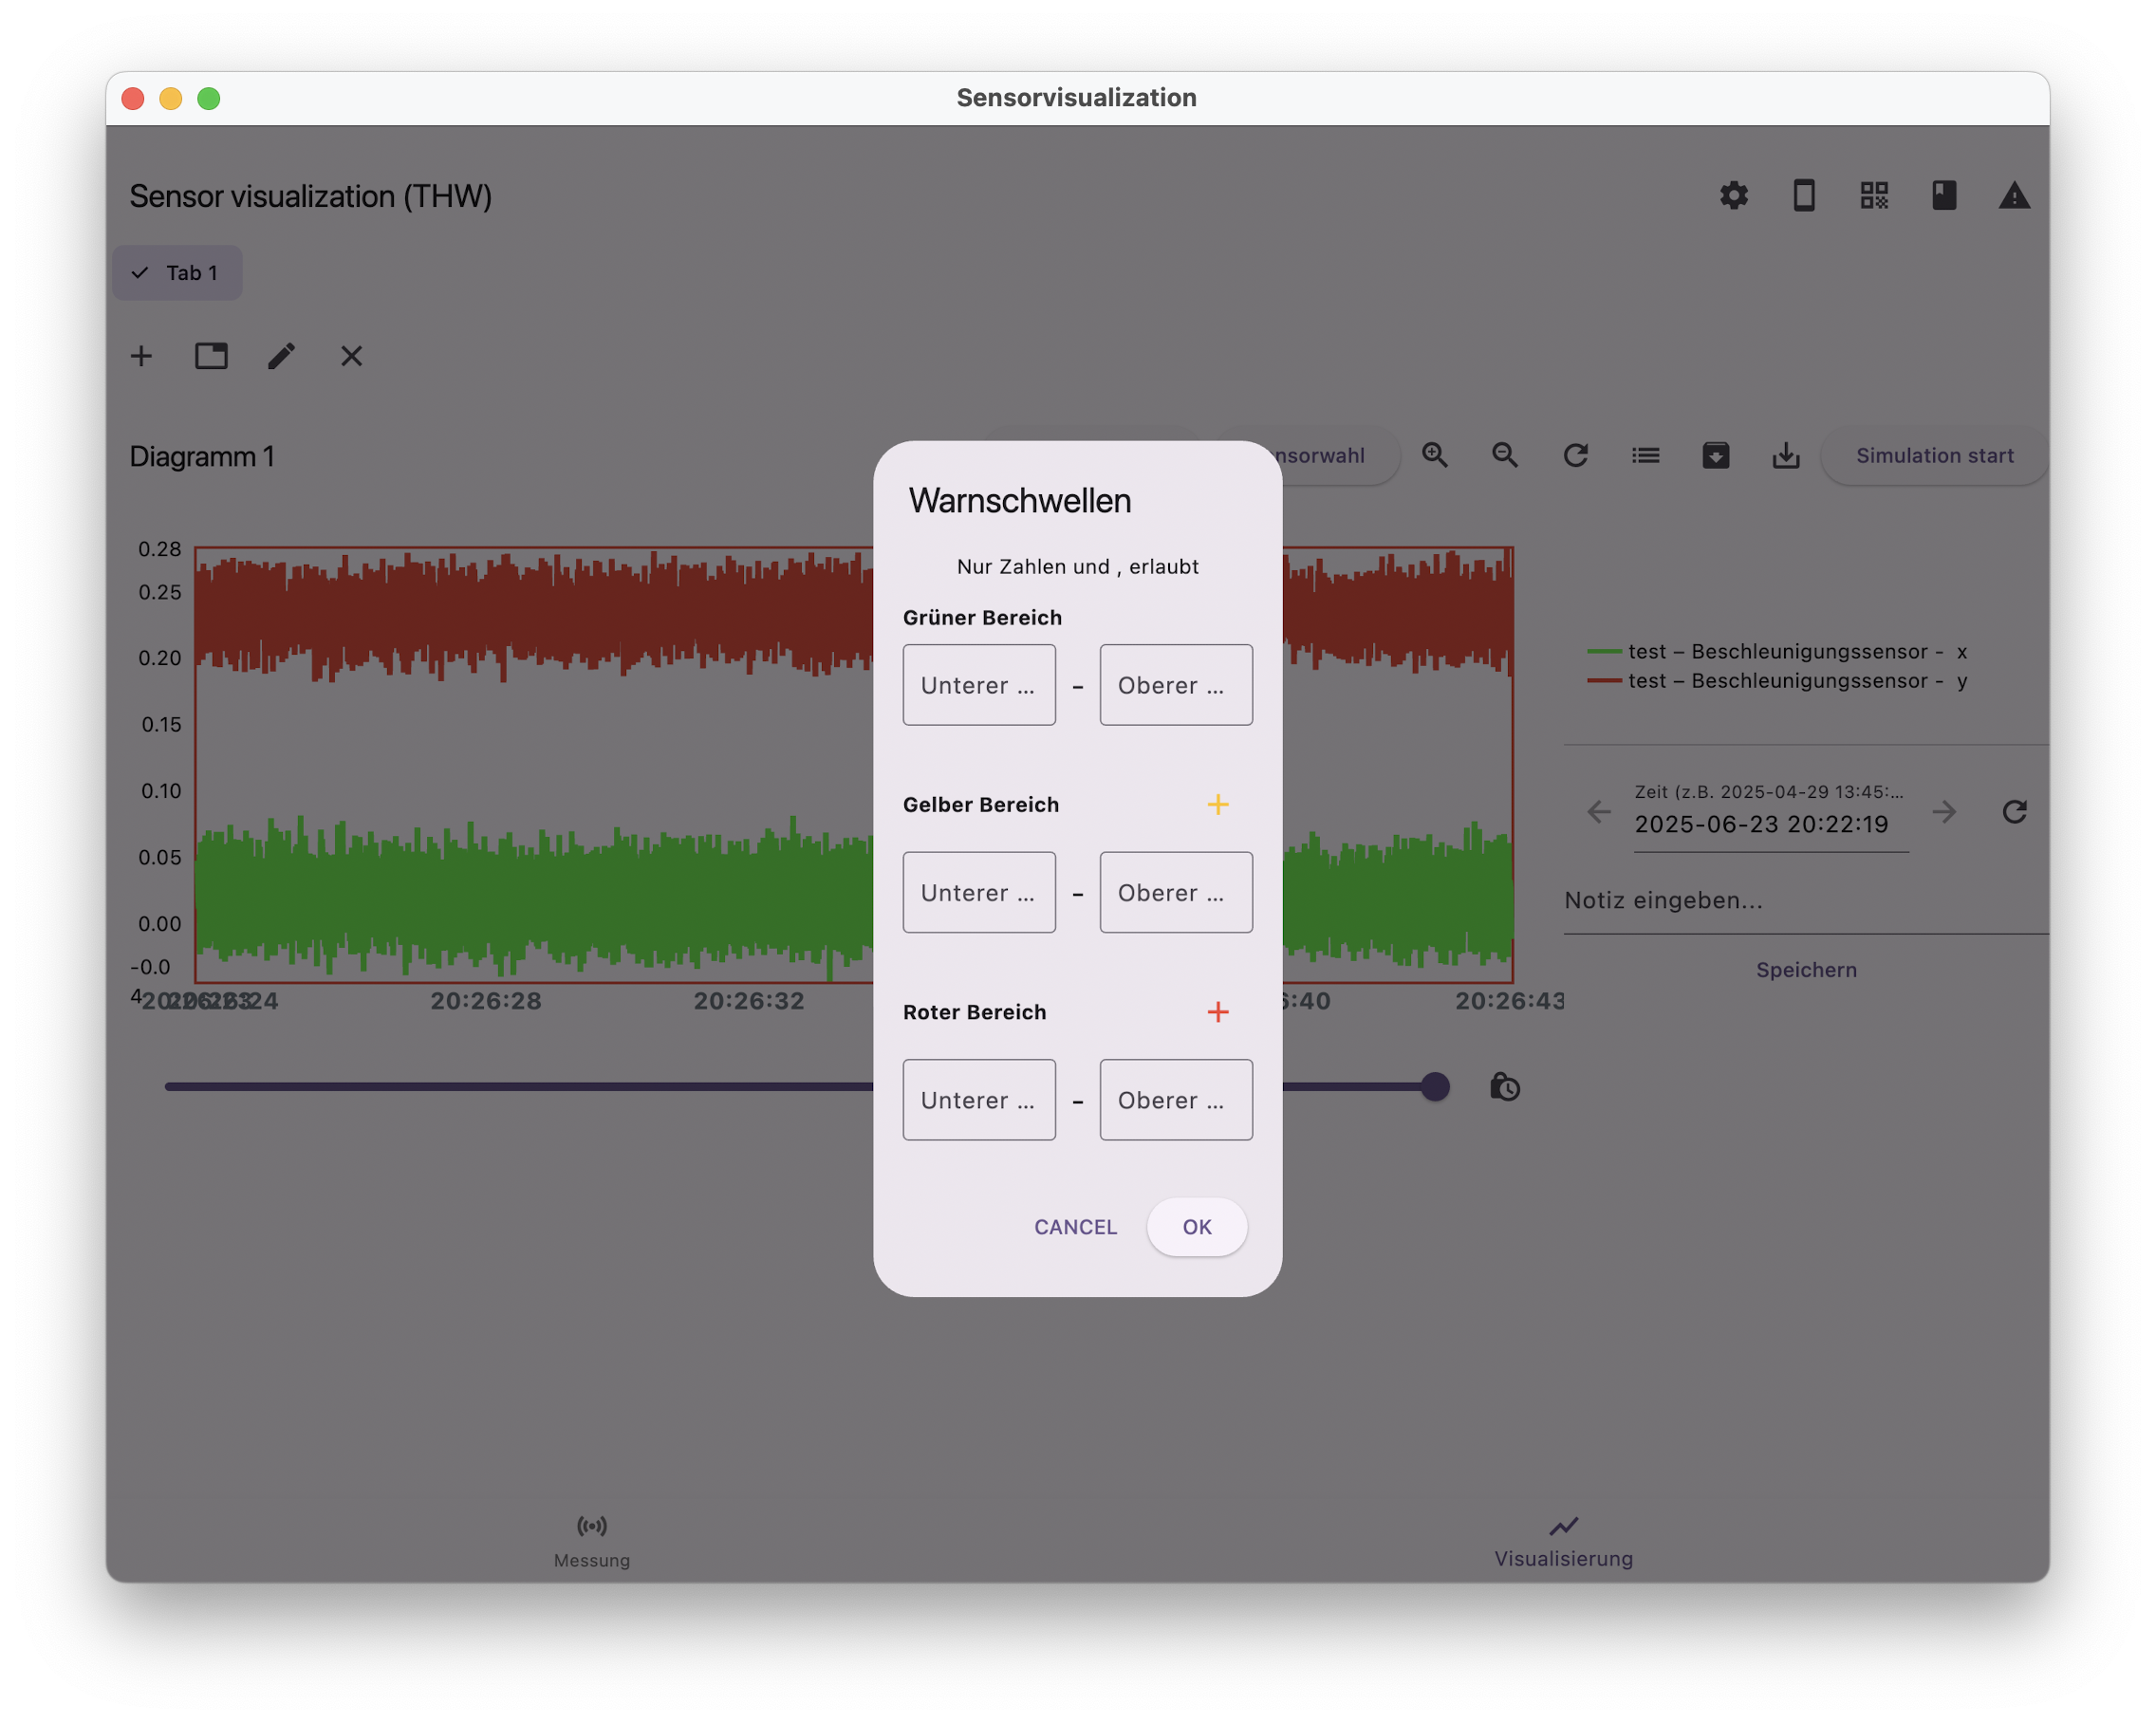 Sensorvisualization
Sensor visualization (THW)
Tab 1
Diagramm 1
nsorwahl
Simulation start
Warnschwellen
Nur Zahlen und , erlaubt
Grüner Bereich
Unterer ... - Oberer ...
Gelber Bereich
Unterer ... - Oberer ...
Roter Bereich
Unterer ... - Oberer ...
CANCEL
OK
0.28
0.25
0.20
0.15
0.10
0.05
0.00
-0.0
4
20:26:24
20:26:28
20:26:32
:40
20:26:43
test – Beschleunigungssensor - x
test – Beschleunigungssensor - y
Zeit (z.B. 2025-04-29 13:45:...
2025-06-23 20:22:19
Notiz eingeben...
Speichern
Messung
Visualisierung